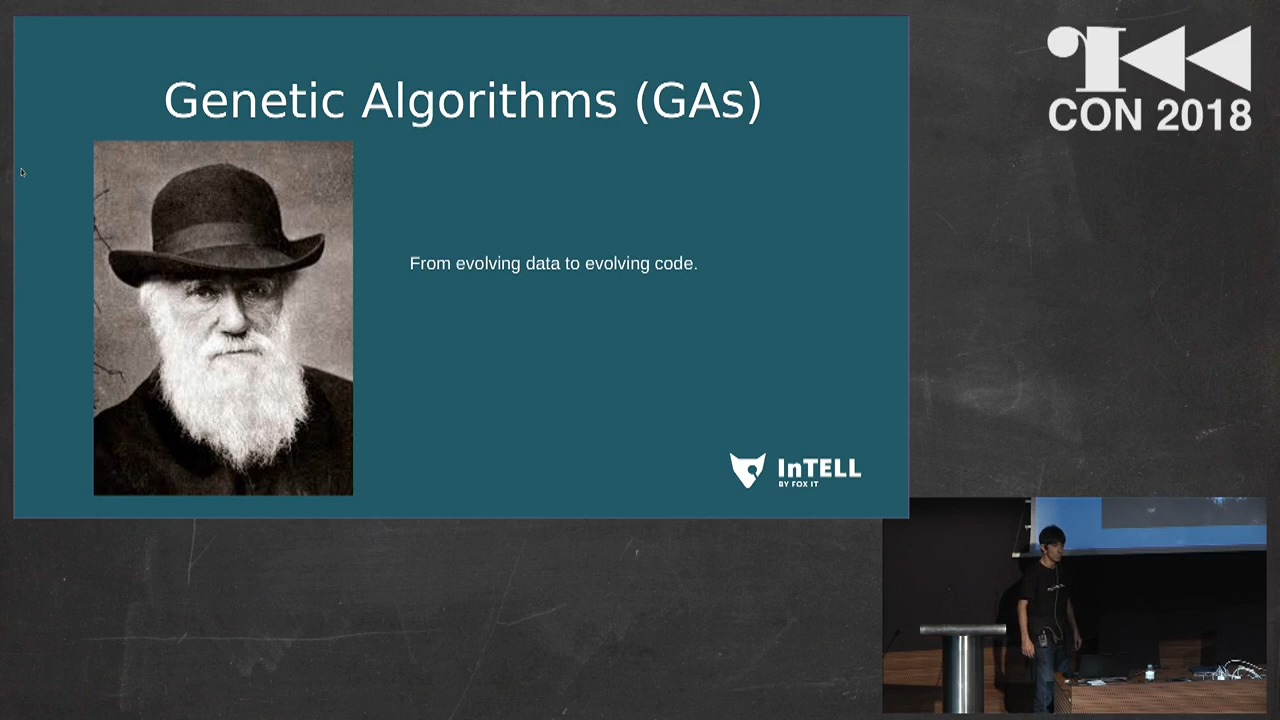 Genetic Algorithms (GAs)
From evolving data to evolving code.
InTELL
BY FOX IT
CON 2018